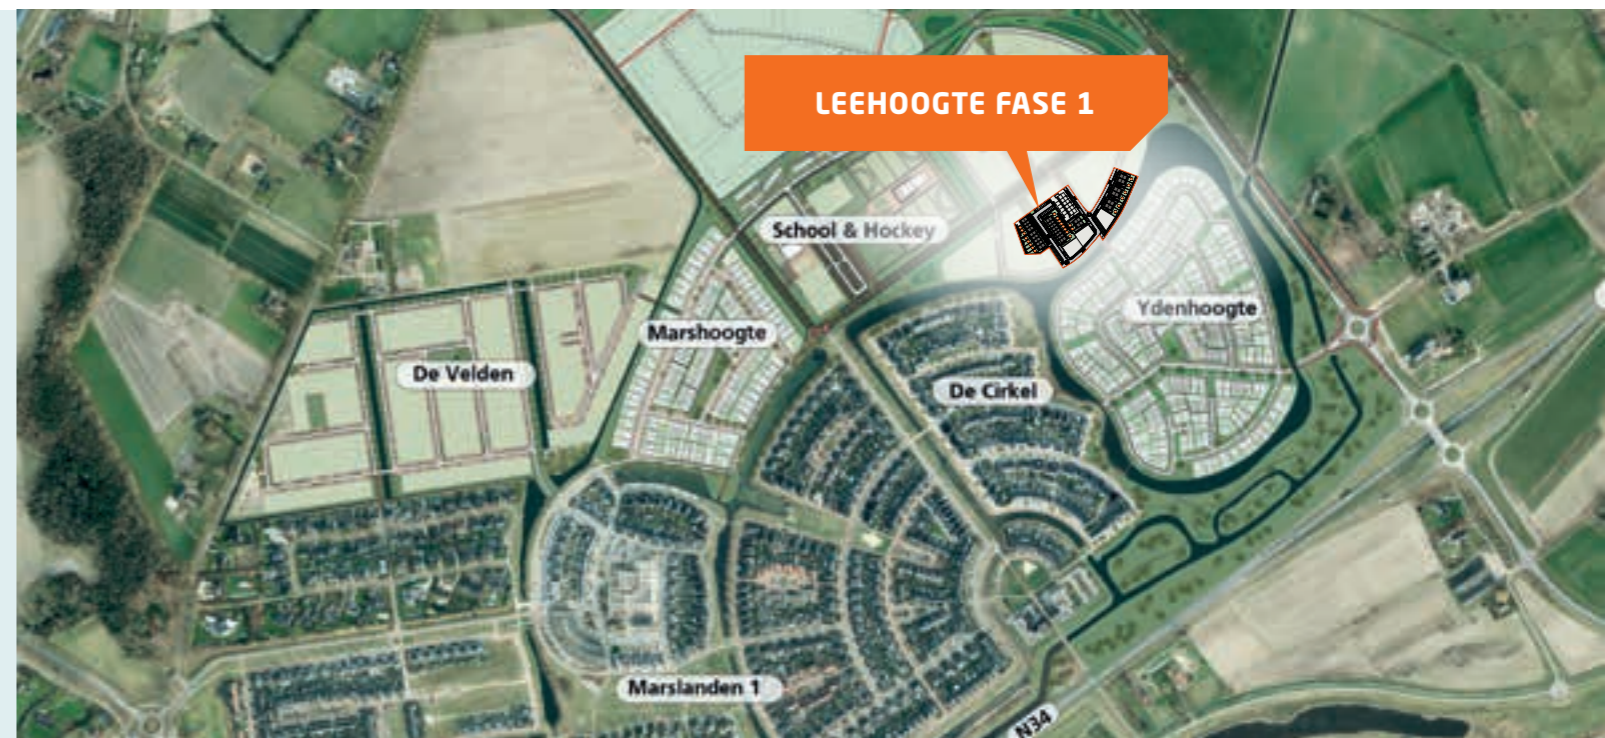 LEEHOOGTE FASE 1
School & Hockey
Ydenhoogte
Marshoogte
De Velden
De Cirkel
Marslanden 1
N34